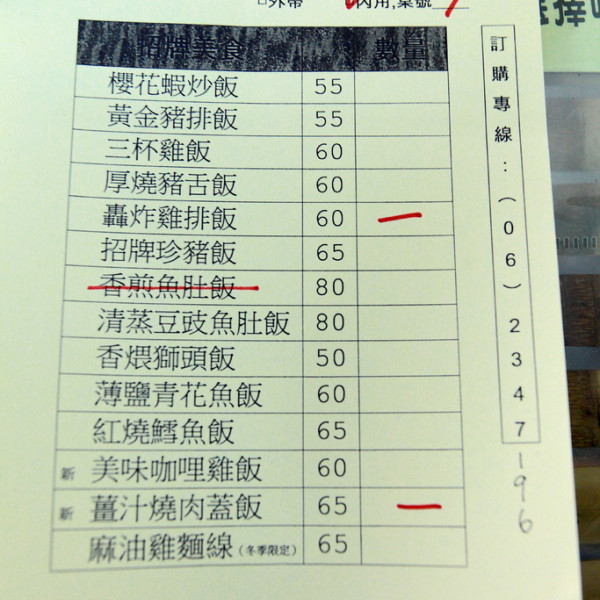 □外帶 ☑內用,桌號
招牌美食 數量
櫻花蝦炒飯 55
黃金豬排飯 55
三杯雞飯 60
厚燒豬舌飯 60
轟炸雞排飯 60 一
招牌珍豬飯 65
香煎魚肚飯 80
清蒸豆豉魚肚飯 80
香煨獅頭飯 50
薄鹽青花魚飯 60
紅燒鱈魚飯 65
新 美味咖哩雞飯 60
新 薑汁燒肉蓋飯 65 一
麻油雞麵線(冬季限定) 65
訂購專線:(06)2347196